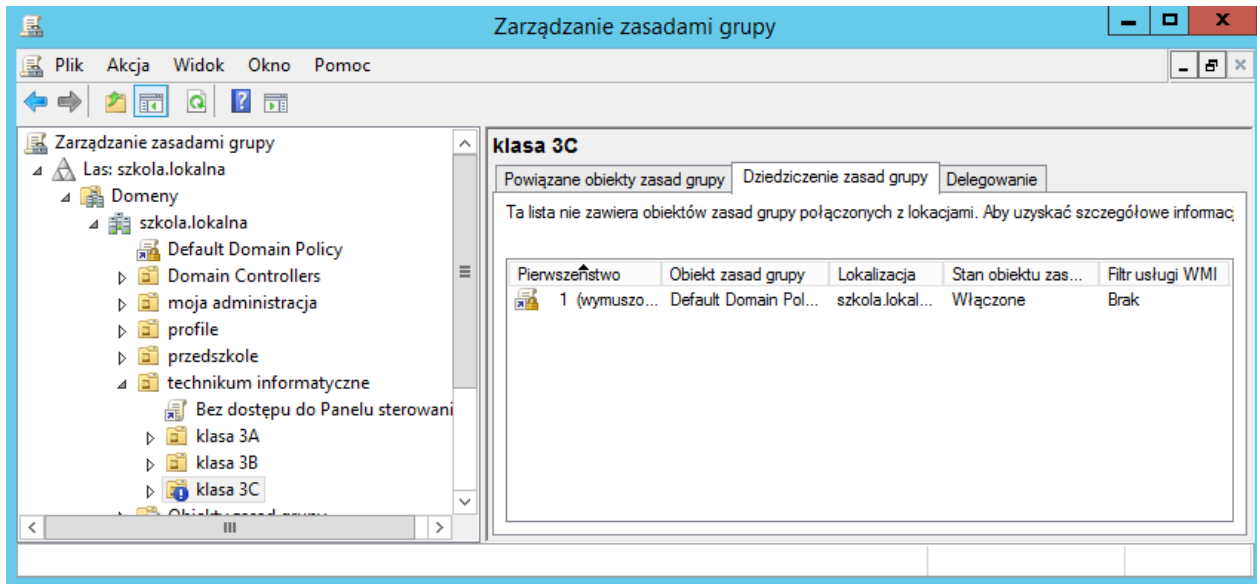 Zarządzanie zasadami grupy
Plik Akcja Widok Okno Pomoc
Zarządzanie zasadami grupy
Las: szkola.lokalna
Domeny
szkola.lokalna
Default Domain Policy
Domain Controllers
moja administracja
profile
przedszkole
technikum informatyczne
Bez dostępu do Panelu sterowani
klasa 3A
klasa 3B
klasa 3C
Obiekty zasad grupy
klasa 3C
Powiązane obiekty zasad grupy Dziedziczenie zasad grupy Delegowanie
Ta lista nie zawiera obiektów zasad grupy połączonych z lokacjami. Aby uzyskać szczegółowe informacj
Pierwszeństwo Obiekt zasad grupy Lokalizacja Stan obiektu zas... Filtr usługi WMI
1 (wymuszo... Default Domain Pol... szkola.lokal... Włączone Brak